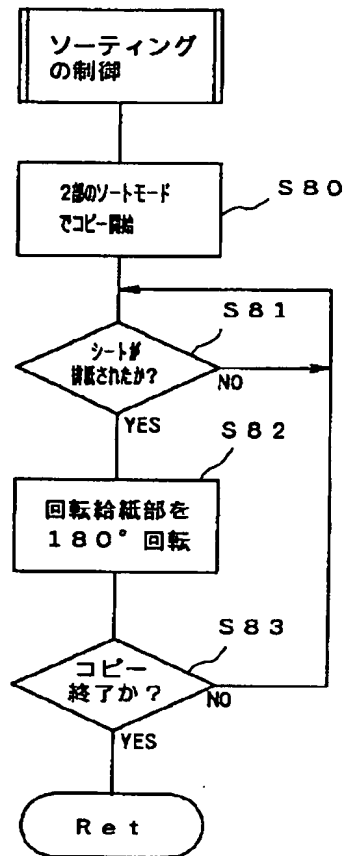 ソーティング
の制御
2部のソートモード
でコピー開始
S80
S81
シートが
排紙されたか?
NO
YES
S82
回転給紙部を
180°回転
S83
コピー
終了か?
NO
YES
Ret